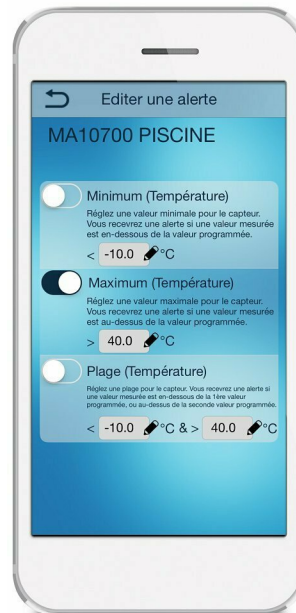 Editer une alerte
MA10700 PISCINE
Minimum (Température)
Réglez une valeur minimale pour le capteur.
Vous recevrez une alerte si une valeur mesurée
est en-dessous de la valeur programmée.
< -10.0 °C
Maximum (Température)
Réglez une valeur maximale pour le capteur.
Vous recevrez une alerte si une valeur mesurée
est au-dessus de la valeur programmée.
> 40.0 °C
Plage (Température)
Réglez une plage pour le capteur. Vous recevrez une alerte si
une valeur mesurée est en-dessous de la 1ère valeur
programmée, ou au-dessus de la seconde valeur programmée.
< -10.0 °C & > 40.0 °C